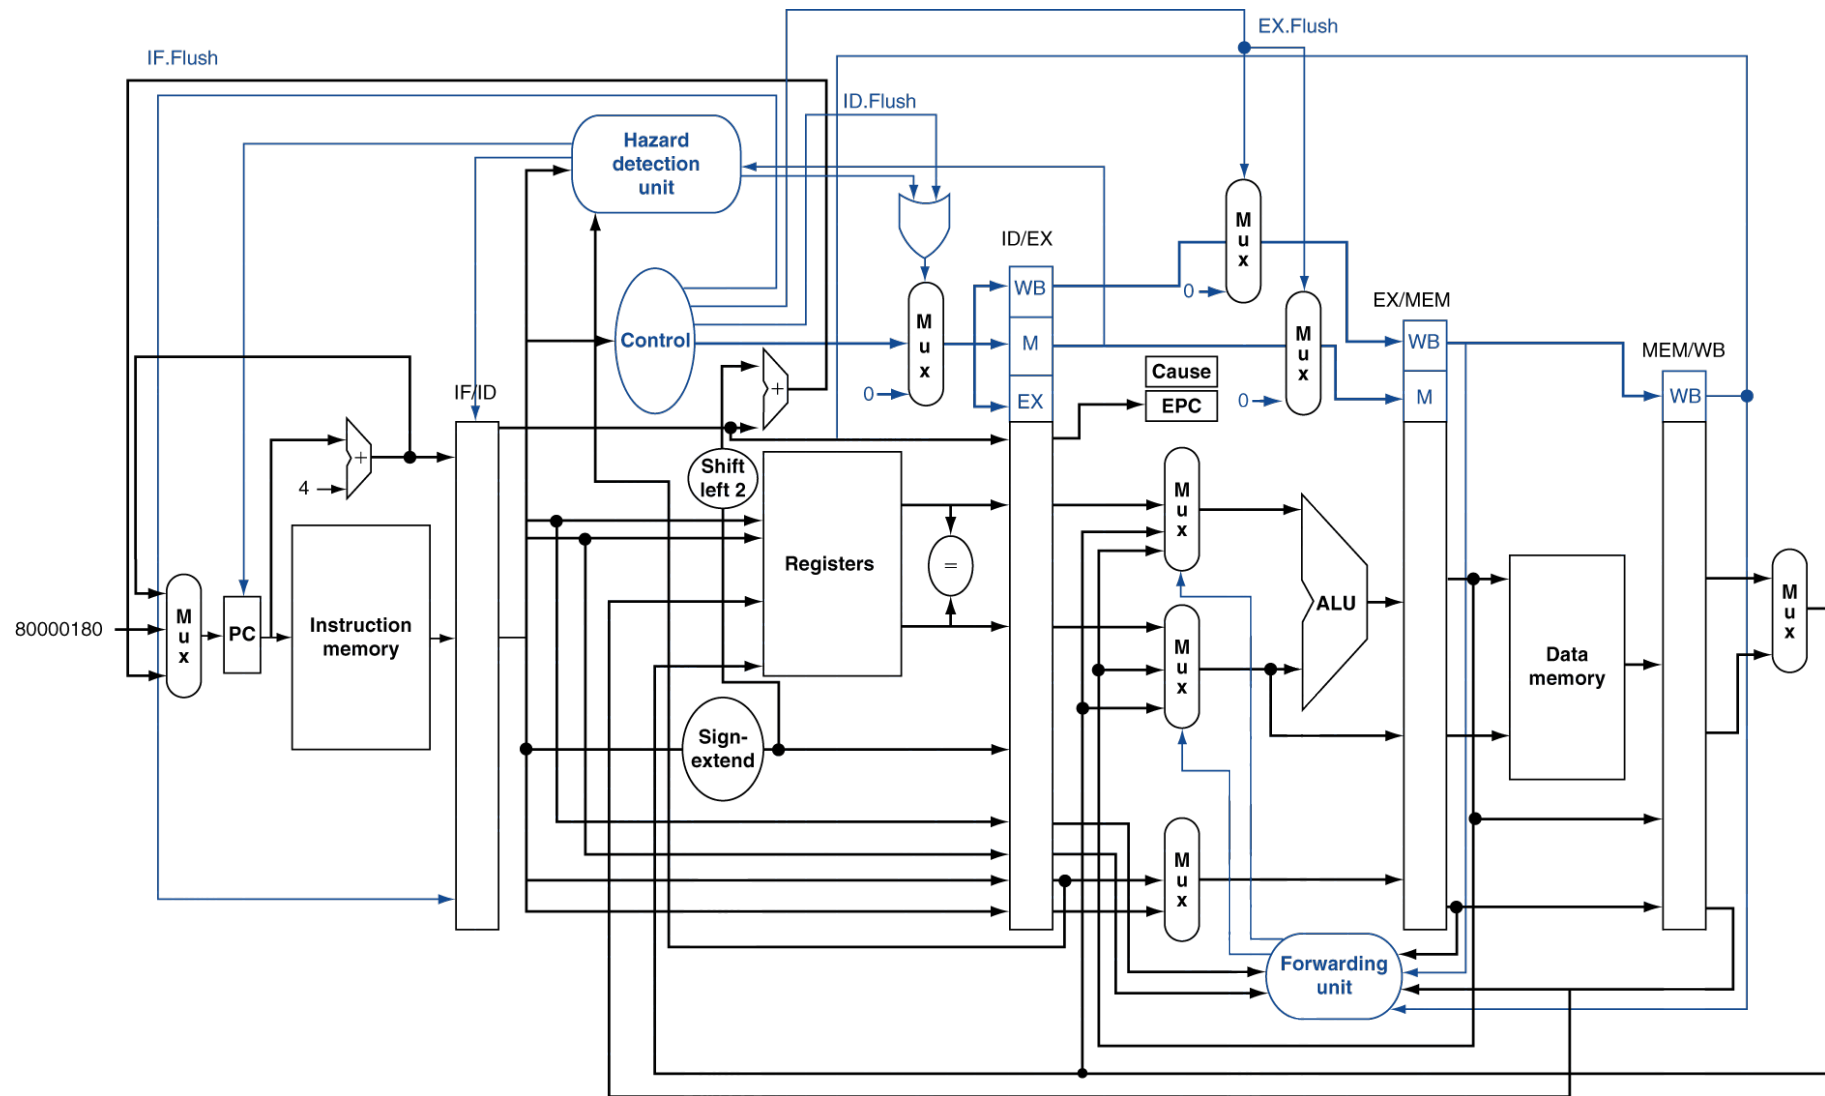 EX.Flush
IF.Flush
ID.Flush
Hazard
detection
unit
M
u
x
ID/EX
WB
0
M
u
x
EX/MEM
Control
M
u
x
M
WB
MEM/WB
Cause
IF/ID
0
EX
EPC
0
M
WB
+
+
4
Shift
left 2
M
u
x
Registers
=
M
u
x
80000180
M
u
x
PC
Instruction
memory
ALU
M
u
x
Data
memory
Sign-
extend
M
u
x
Forwarding
unit